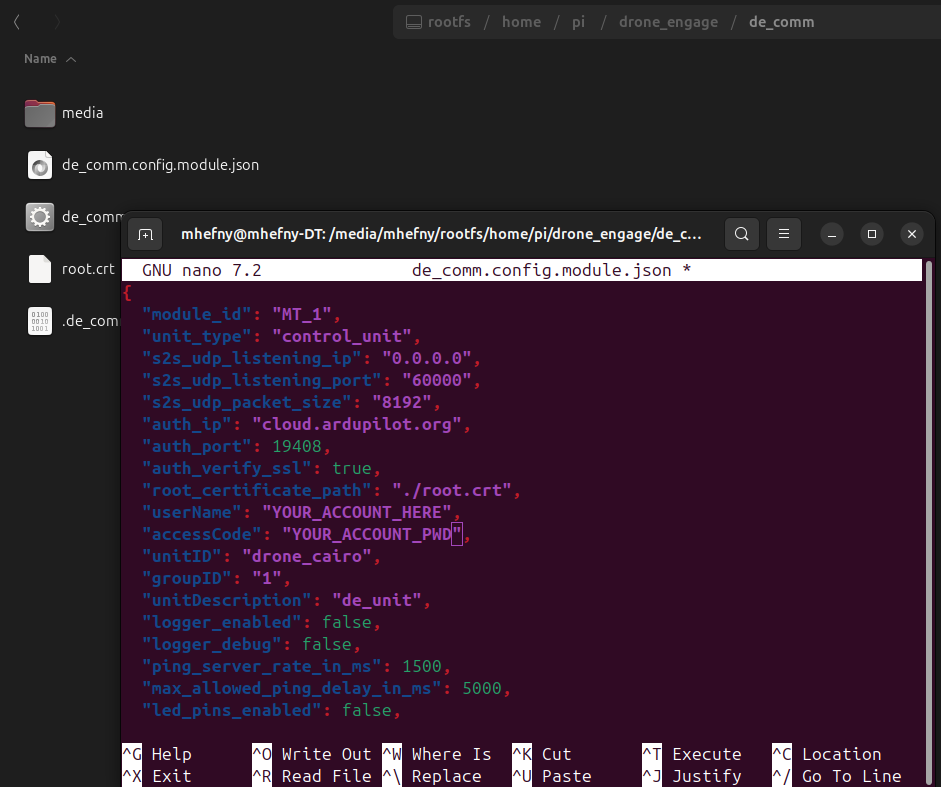 rootfs / home / pi / drone_engage / de_comm
Name
media
de_comm.config.module.json
de_comm
root.crt
.de_com
mhefny@mhefny-DT: /media/mhefny/rootfs/home/pi/drone_engage/de_c...
GNU nano 7.2 de_comm.config.module.json *
{
"module_id": "MT_1",
"unit_type": "control_unit",
"s2s_udp_listening_ip": "0.0.0.0",
"s2s_udp_listening_port": "60000",
"s2s_udp_packet_size": "8192",
"auth_ip": "cloud.ardupilot.org",
"auth_port": 19408,
"auth_verify_ssl": true,
"root_certificate_path": "./root.crt",
"userName": "YOUR_ACCOUNT_HERE",
"accessCode": "YOUR_ACCOUNT_PWD",
"unitID": "drone_cairo",
"groupID": "1",
"unitDescription": "de_unit",
"logger_enabled": false,
"logger_debug": false,
"ping_server_rate_in_ms": 1500,
"max_allowed_ping_delay_in_ms": 5000,
"led_pins_enabled": false,
^G Help ^O Write Out ^W Where Is ^K Cut ^T Execute ^C Location
^X Exit ^R Read File ^\ Replace ^U Paste ^J Justify ^/ Go To Line